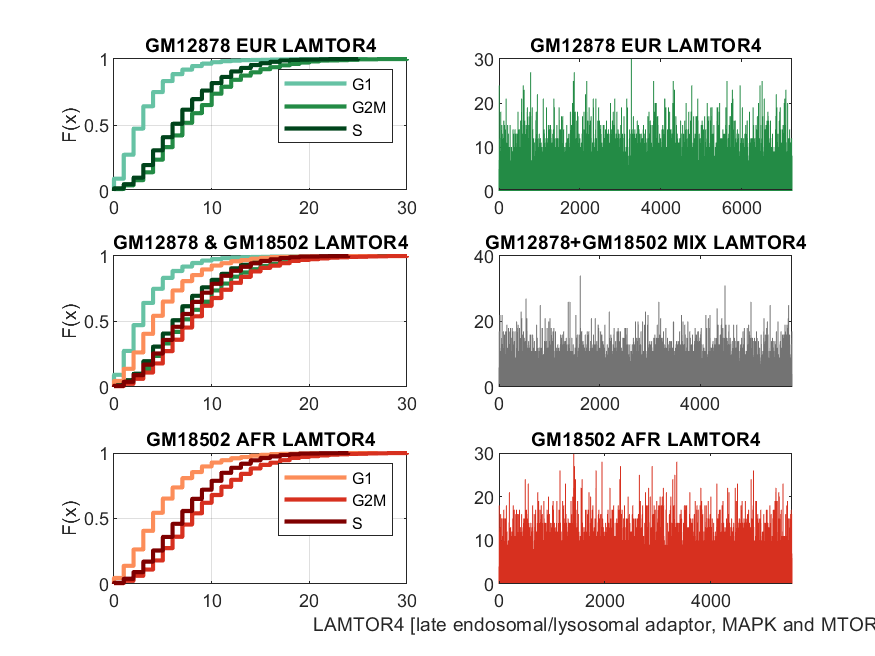 GM12878 EUR LAMTOR4
F(x)
1
0.5
0
0 10 20 30
G1
G2M
S
GM12878 EUR LAMTOR4
30
20
10
0
0 2000 4000 6000
GM12878 & GM18502 LAMTOR4
F(x)
1
0.5
0
0 10 20 30
GM12878+GM18502 MIX LAMTOR4
40
20
0
0 2000 4000
GM18502 AFR LAMTOR4
F(x)
1
0.5
0
0 10 20 30
G1
G2M
S
GM18502 AFR LAMTOR4
30
20
10
0
0 2000 4000
LAMTOR4 [late endosomal/lysosomal adaptor, MAPK and MTOR